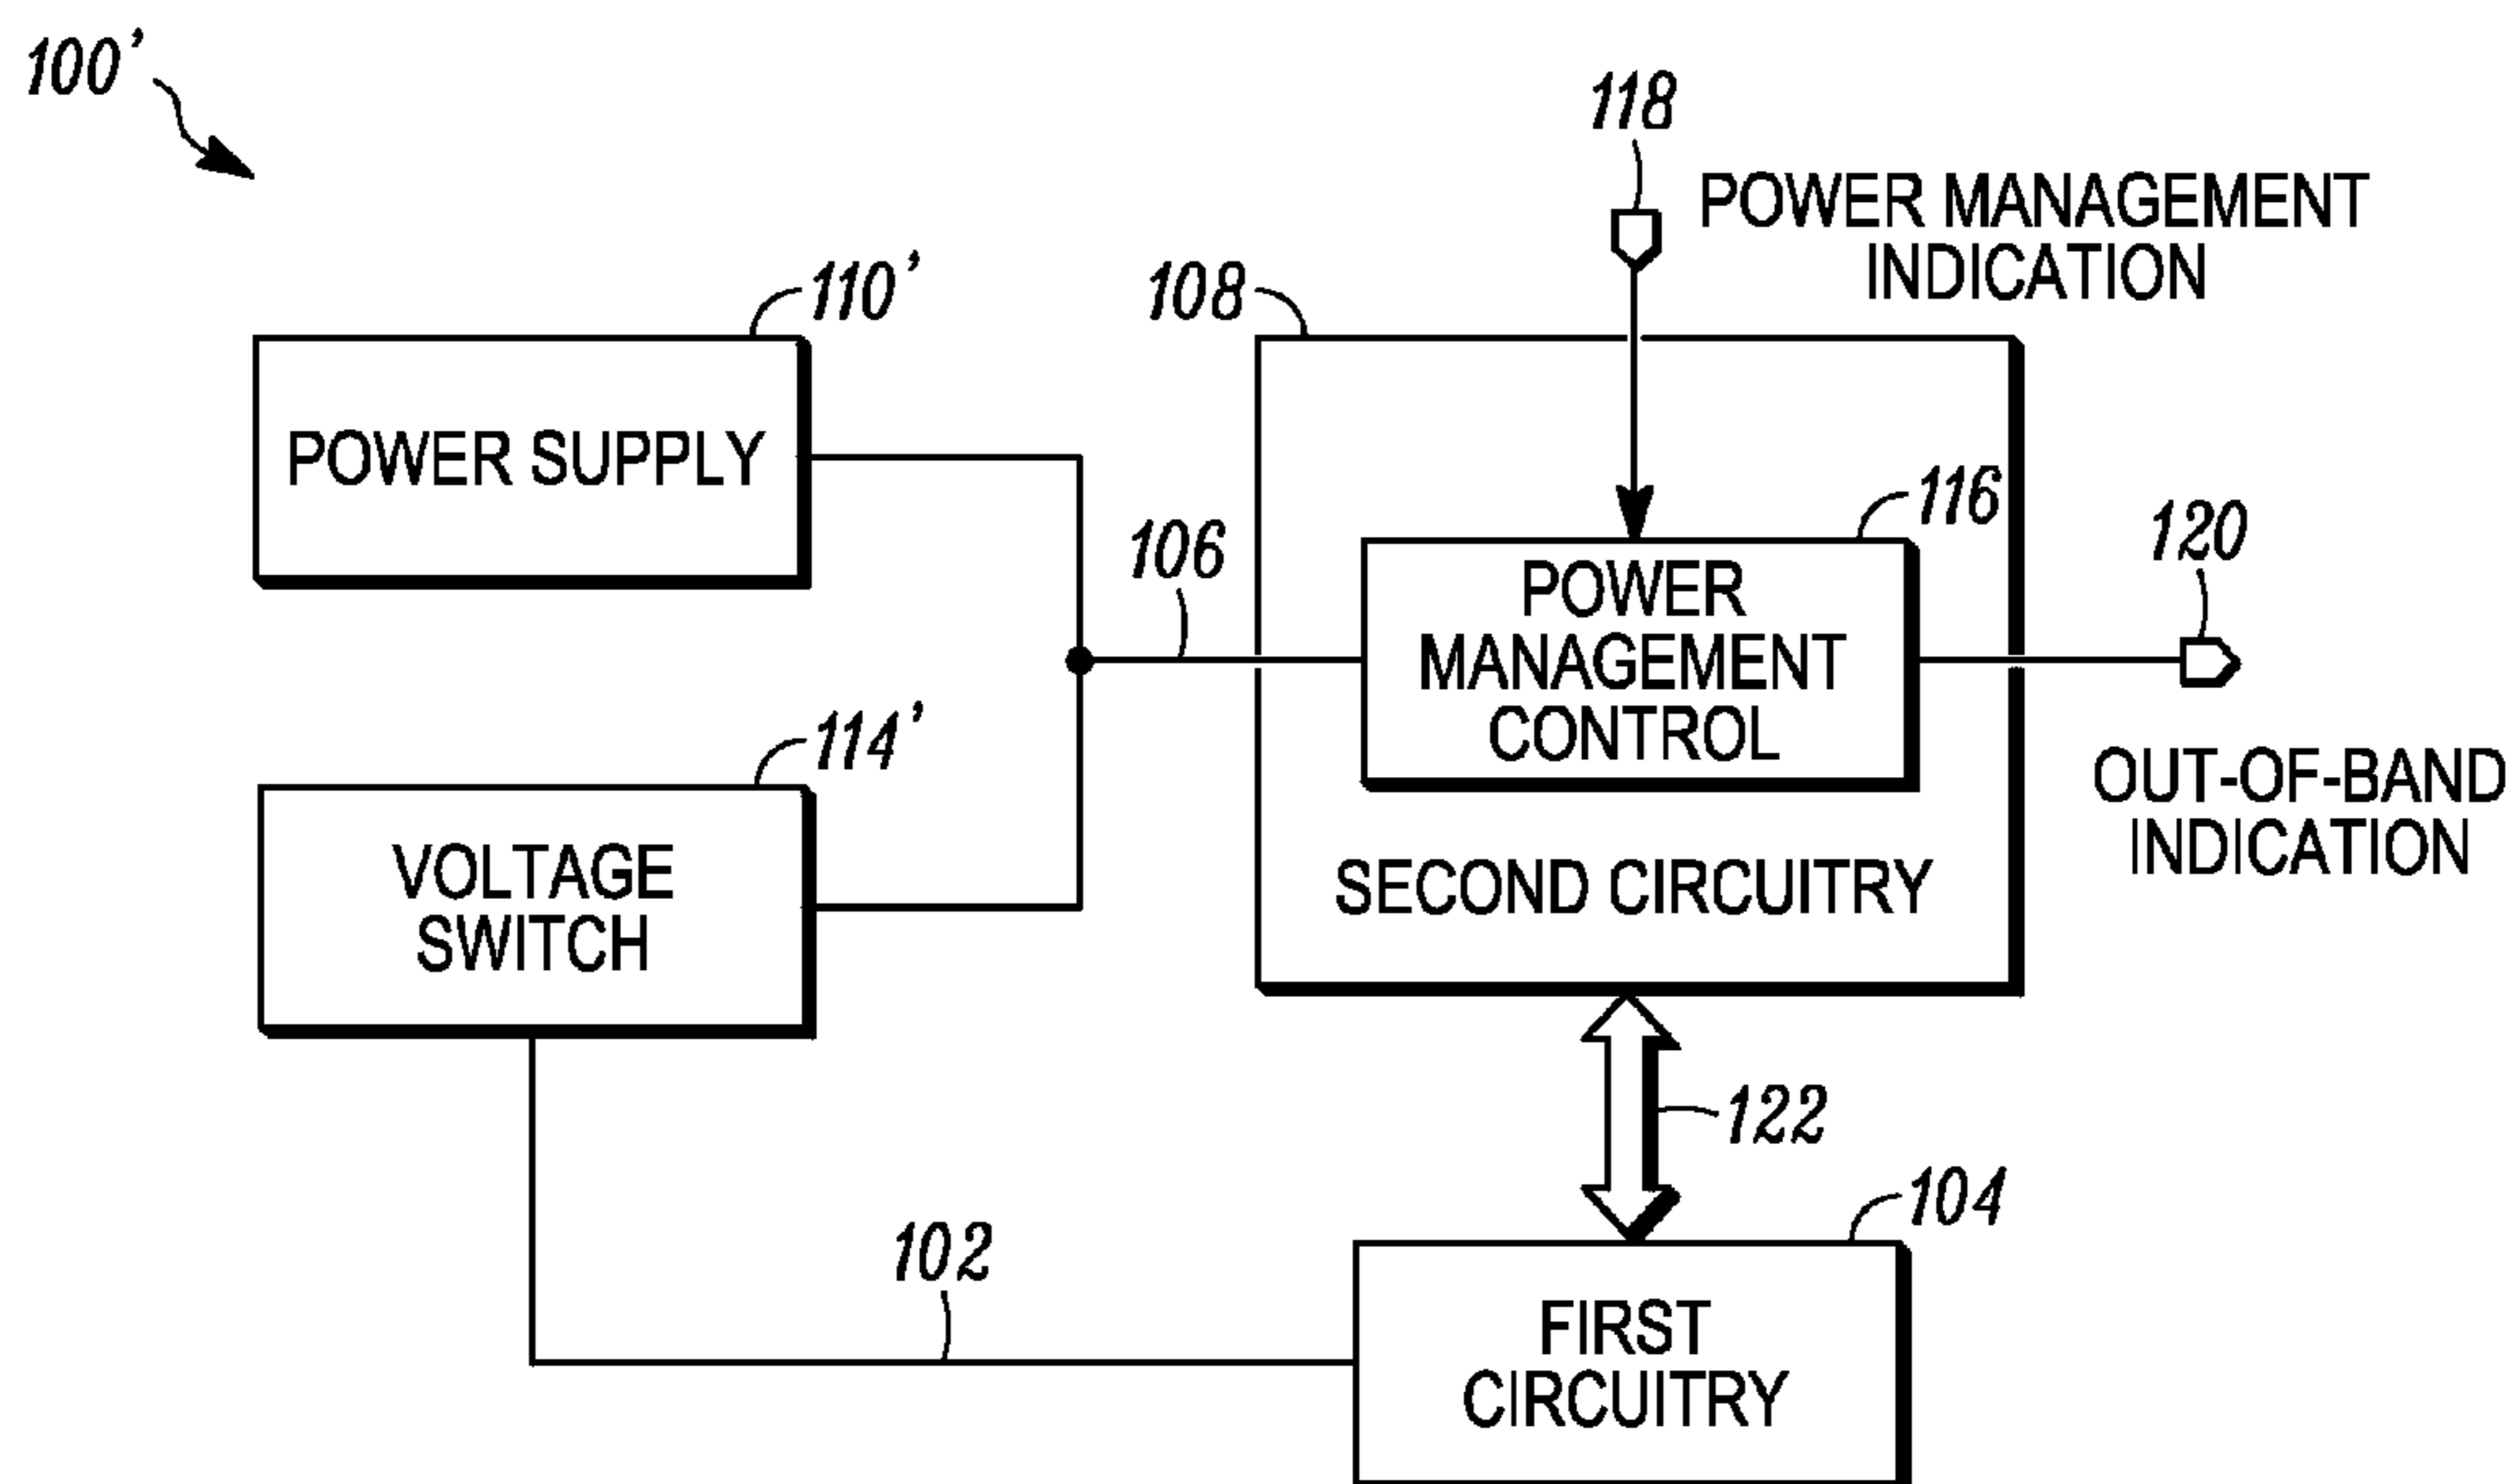 100'
118
POWER MANAGEMENT
INDICATION
110'
108
POWER SUPPLY
116
120
106
POWER
MANAGEMENT
CONTROL
114'
OUT-OF-BAND
INDICATION
VOLTAGE
SWITCH
SECOND CIRCUITRY
122
104
102
FIRST
CIRCUITRY